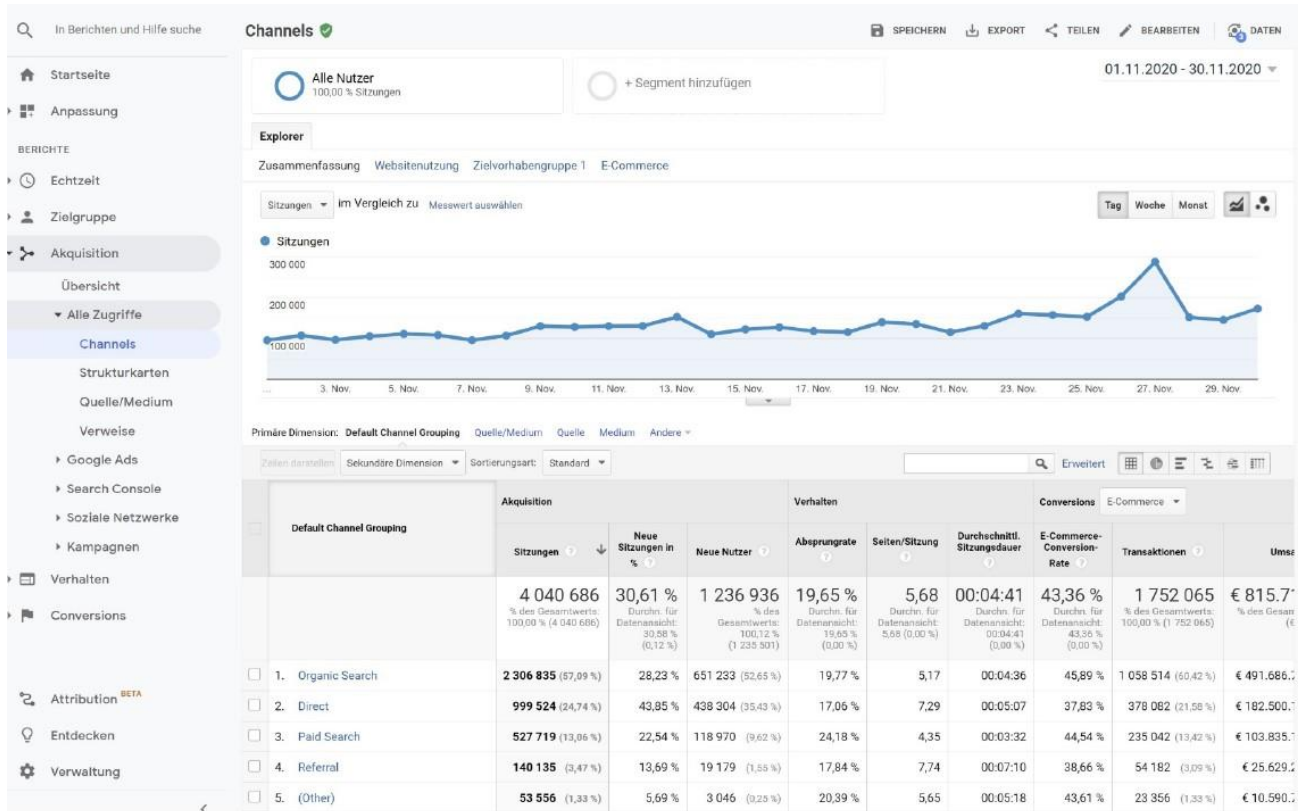 In Berichten und Hilfe suche
Startseite
Anpassung
BERICHTE
Echtzeit
Zielgruppe
Akquisition
Übersicht
Alle Zugriffe
Channels
Strukturkarten
Quelle/Medium
Verweise
Google Ads
Search Console
Soziale Netzwerke
Kampagnen
Verhalten
Conversions
Attribution BETA
Entdecken
Verwaltung
Channels
SPEICHERN EXPORT TEILEN BEARBEITEN DATEN
Alle Nutzer
100,00 % Sitzungen
+ Segment hinzufügen
01.11.2020 - 30.11.2020
Explorer
Zusammenfassung Websitenutzung Zielvorhabengruppe 1 E-Commerce
Sitzungen im Vergleich zu Messwert auswählen
Tag Woche Monat
Sitzungen
300 000
200 000
100 000
... 3. Nov. 5. Nov. 7. Nov. 9. Nov. 11. Nov. 13. Nov. 15. Nov. 17. Nov. 19. Nov. 21. Nov. 23. Nov. 25. Nov. 27. Nov. 29. Nov.
Primäre Dimension: Default Channel Grouping Quelle/Medium Quelle Medium Andere
Zeilen darstellen Sekundäre Dimension Sortierungsart: Standard Erweitert
Akquisition Verhalten Conversions E-Commerce
Default Channel Grouping
Sitzungen Neue Sitzungen in % Neue Nutzer Absprungrate Seiten/Sitzung Durchschnittl. Sitzungsdauer E-Commerce-Conversion-Rate Transaktionen Umsa
4 040 686 30,61 % 1 236 936 19,65 % 5,68 00:04:41 43,36 % 1 752 065 € 815.7
% des Gesamtwerts: 100,00 % (4 040 686)
Durchn. für Datenansicht: 30,58 % (0,12 %)
% des Gesamtwerts: 100,12 % (1 235 501)
Durchn. für Datenansicht: 19,65 % (0,00 %)
Durchn. für Datenansicht: 5,68 (0,00 %)
Durchn. für Datenansicht: 00:04:41 (0,00 %)
Durchn. für Datenansicht: 43,36 % (0,00 %)
% des Gesamtwerts: 100,00 % (1 752 065)
% des Gesam
1. Organic Search 2 306 835 (57,09 %) 28,23 % 651 233 (52,65 %) 19,77 % 5,17 00:04:36 45,89 % 1 058 514 (60,42 %) € 491.686.
2. Direct 999 524 (24,74 %) 43,85 % 438 304 (35,43 %) 17,06 % 7,29 00:05:07 37,83 % 378 082 (21,58 %) € 182.500.
3. Paid Search 527 719 (13,06 %) 22,54 % 118 970 (9,62 %) 24,18 % 4,35 00:03:32 44,54 % 235 042 (13,42 %) € 103.835.
4. Referral 140 135 (3,47 %) 13,69 % 19 179 (1,55 %) 17,84 % 7,74 00:07:10 38,66 % 54 182 (3,09 %) € 25.629.
5. (Other) 53 556 (1,33 %) 5,69 % 3 046 (0,25 %) 20,39 % 5,65 00:05:18 43,61 % 23 356 (1,33 %) € 10.590.